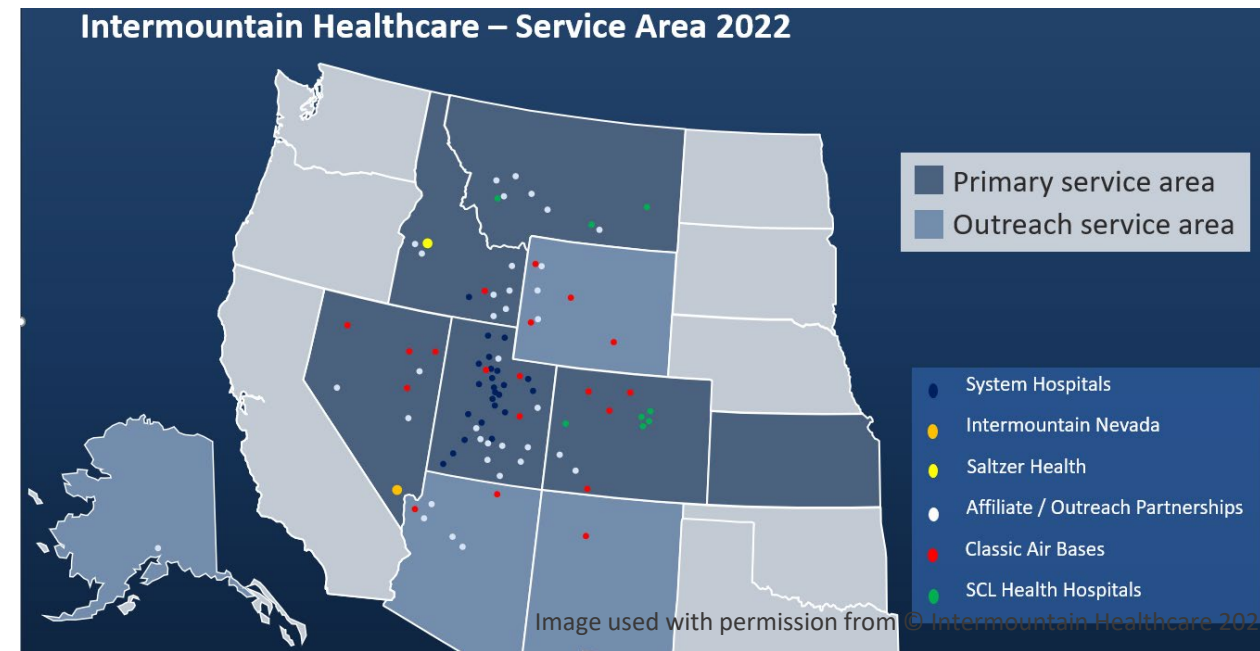 Intermountain Healthcare – Service Area 2022
Primary service area
Outreach service area
System Hospitals
Intermountain Nevada
Saltzer Health
Affiliate / Outreach Partnerships
Classic Air Bases
SCL Health Hospitals
Image used with permission from © Intermountain Healthcare 202